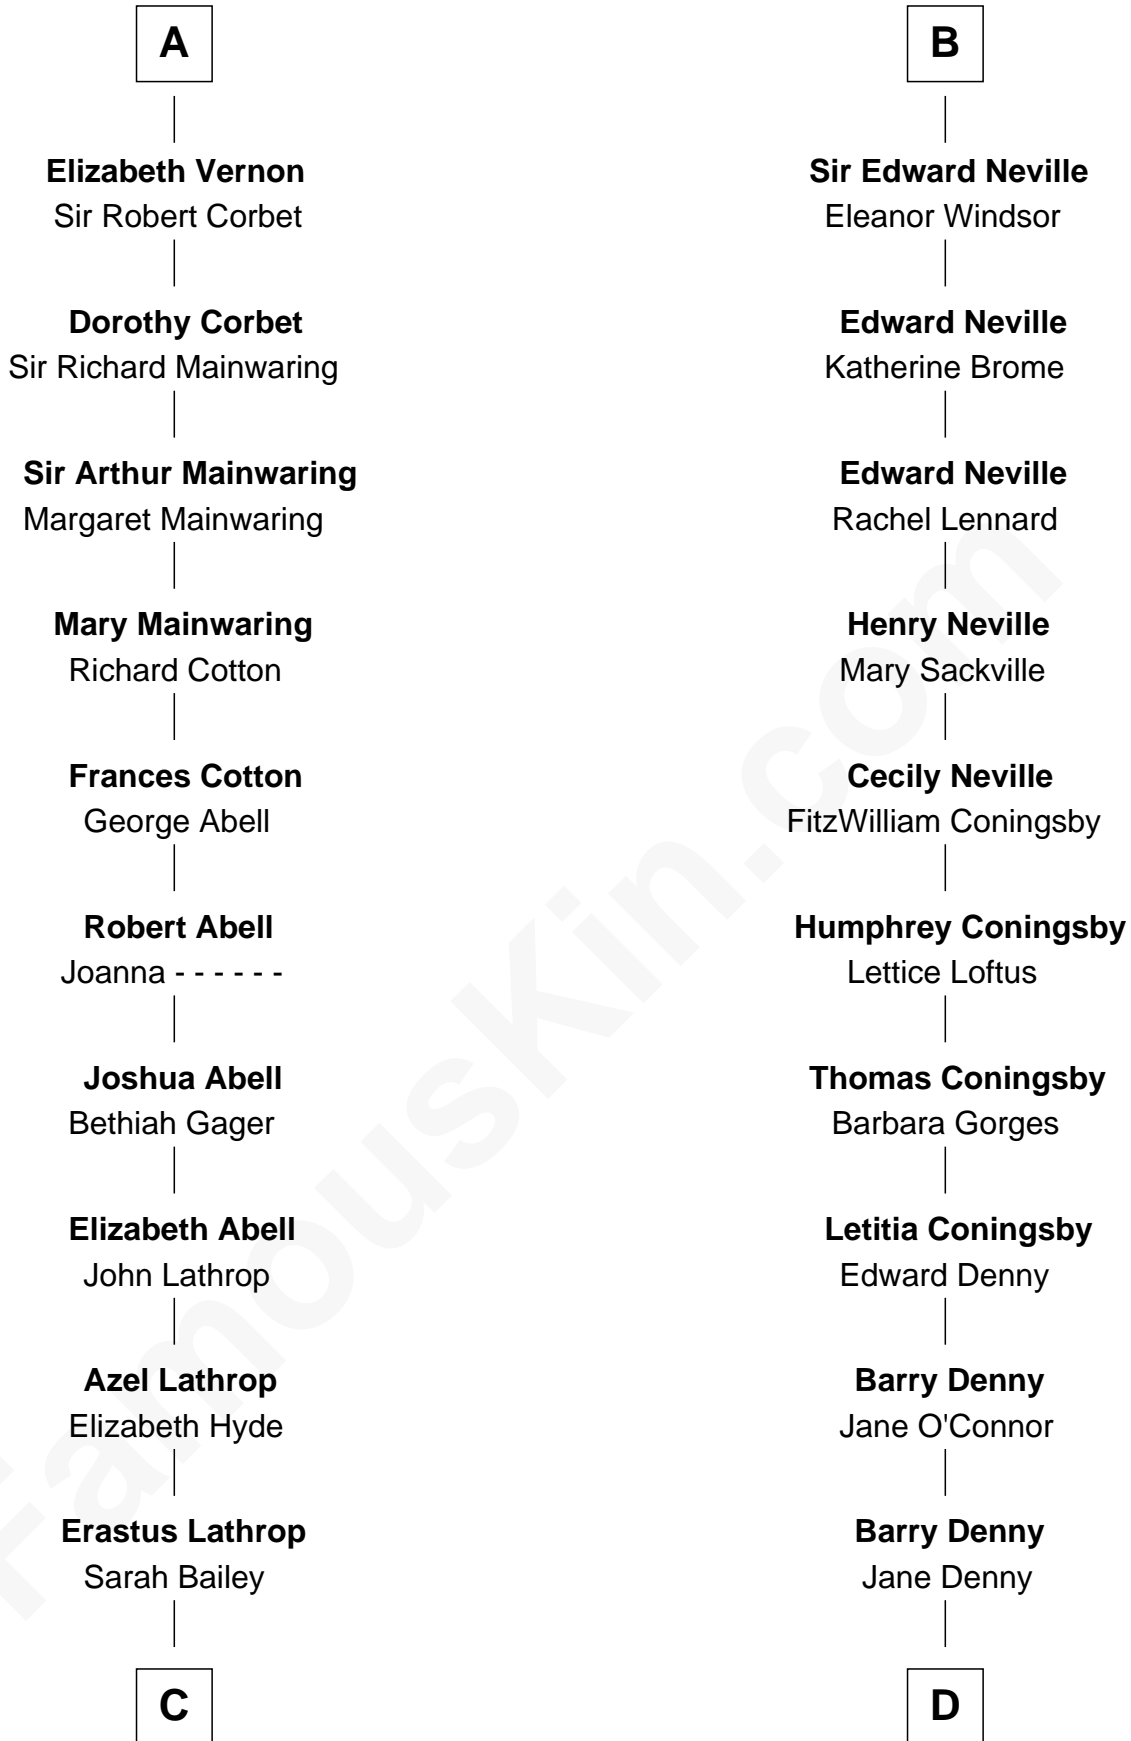 A
Elizabeth Vernon
Sir Robert Corbet
Dorothy Corbet
Sir Richard Mainwaring
Sir Arthur Mainwaring
Margaret Mainwaring
Mary Mainwaring
Richard Cotton
Frances Cotton
George Abell
Robert Abell
Joanna - - - - - -
Joshua Abell
Bethiah Gager
Elizabeth Abell
John Lathrop
Azel Lathrop
Elizabeth Hyde
Erastus Lathrop
Sarah Bailey
C
B
Sir Edward Neville
Eleanor Windsor
Edward Neville
Katherine Brome
Edward Neville
Rachel Lennard
Henry Neville
Mary Sackville
Cecily Neville
FitzWilliam Coningsby
Humphrey Coningsby
Lettice Loftus
Thomas Coningsby
Barbara Gorges
Letitia Coningsby
Edward Denny
Barry Denny
Jane O'Connor
Barry Denny
Jane Denny
D
FamousKin.com